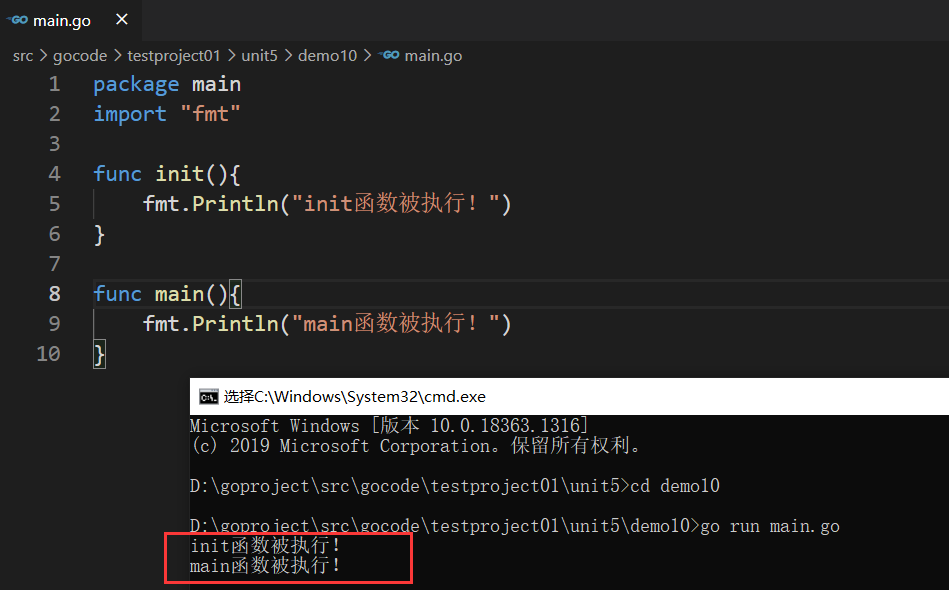 GO main.go ×
src > gocode > testproject01 > unit5 > demo10 > GO main.go
1 package main
2 import "fmt"
3
4 func init(){
5 fmt.Println("init函数被执行！")
6 }
7
8 func main(){
9 fmt.Println("main函数被执行！")
10 }
选择C:\Windows\System32\cmd.exe
Microsoft Windows [版本 10.0.18363.1316]
(c) 2019 Microsoft Corporation。保留所有权利。
D:\goproject\src\gocode\testproject01\unit5>cd demo10
D:\goproject\src\gocode\testproject01\unit5\demo10>go run main.go
init函数被执行！
main函数被执行！